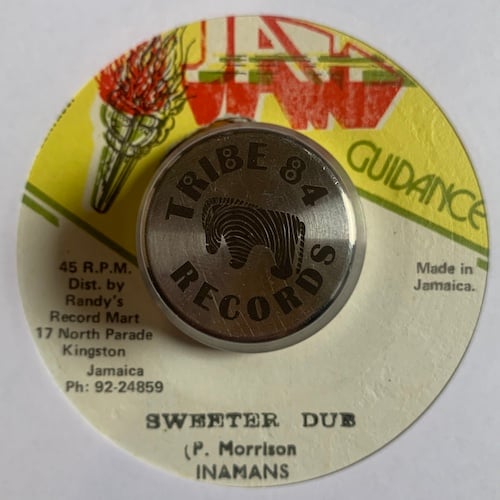 JAH
GUIDANCE
TRIBE 84
RECORDS
45 R.P.M.
Dist. by
Randy's
Record Mart
17 North Parade
Kingston
Jamaica
Ph: 92-24859
Made in
Jamaica.
SWEETER DUB
(P. Morrison
INAMANS